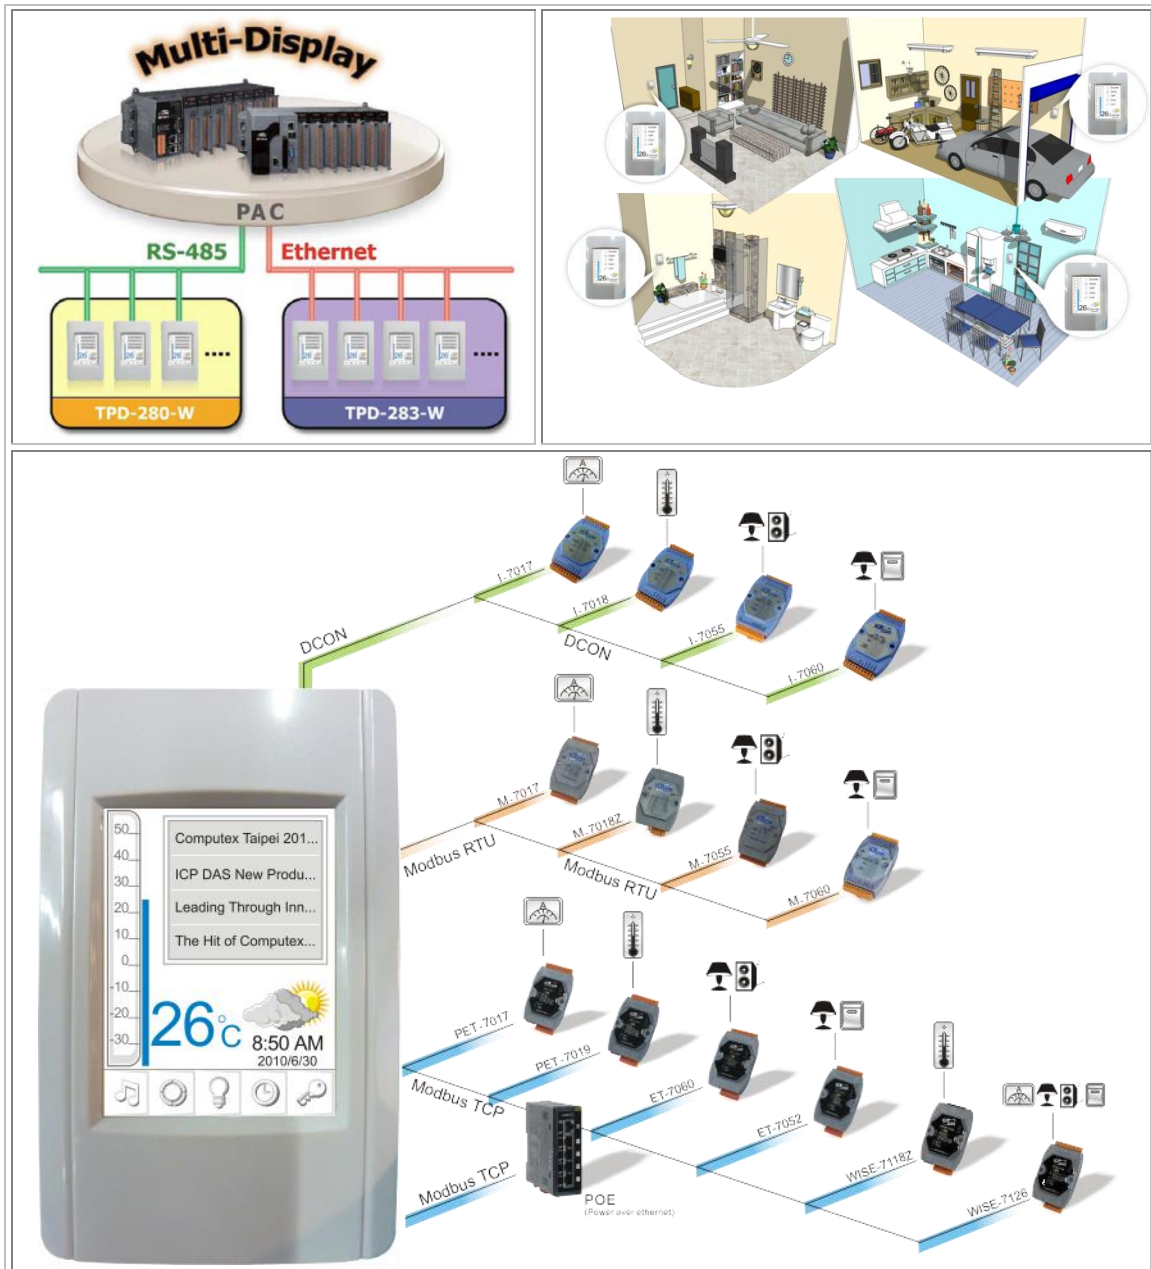 Multi-Display
PAC
RS-485
Ethernet
TPD-280-W
TPD-283-W
I-7017
I-7018
I-7055
I-7060
DCON
DCON
M-7017
M-7018Z
M-7055
M-7060
Modbus RTU
Modbus RTU
50
40
30
20
10
0
-10
-20
-30
Computex Taipei 201...
ICP DAS New Produ...
Leading Through Inn...
The Hit of Computex...
26°C
8:50 AM
2010/6/30
PET-7017
PET-7019
ET-7060
ET-7052
WISE-7118Z
WISE-7126
Modbus TCP
Modbus TCP
POE
(Power over ethernet)